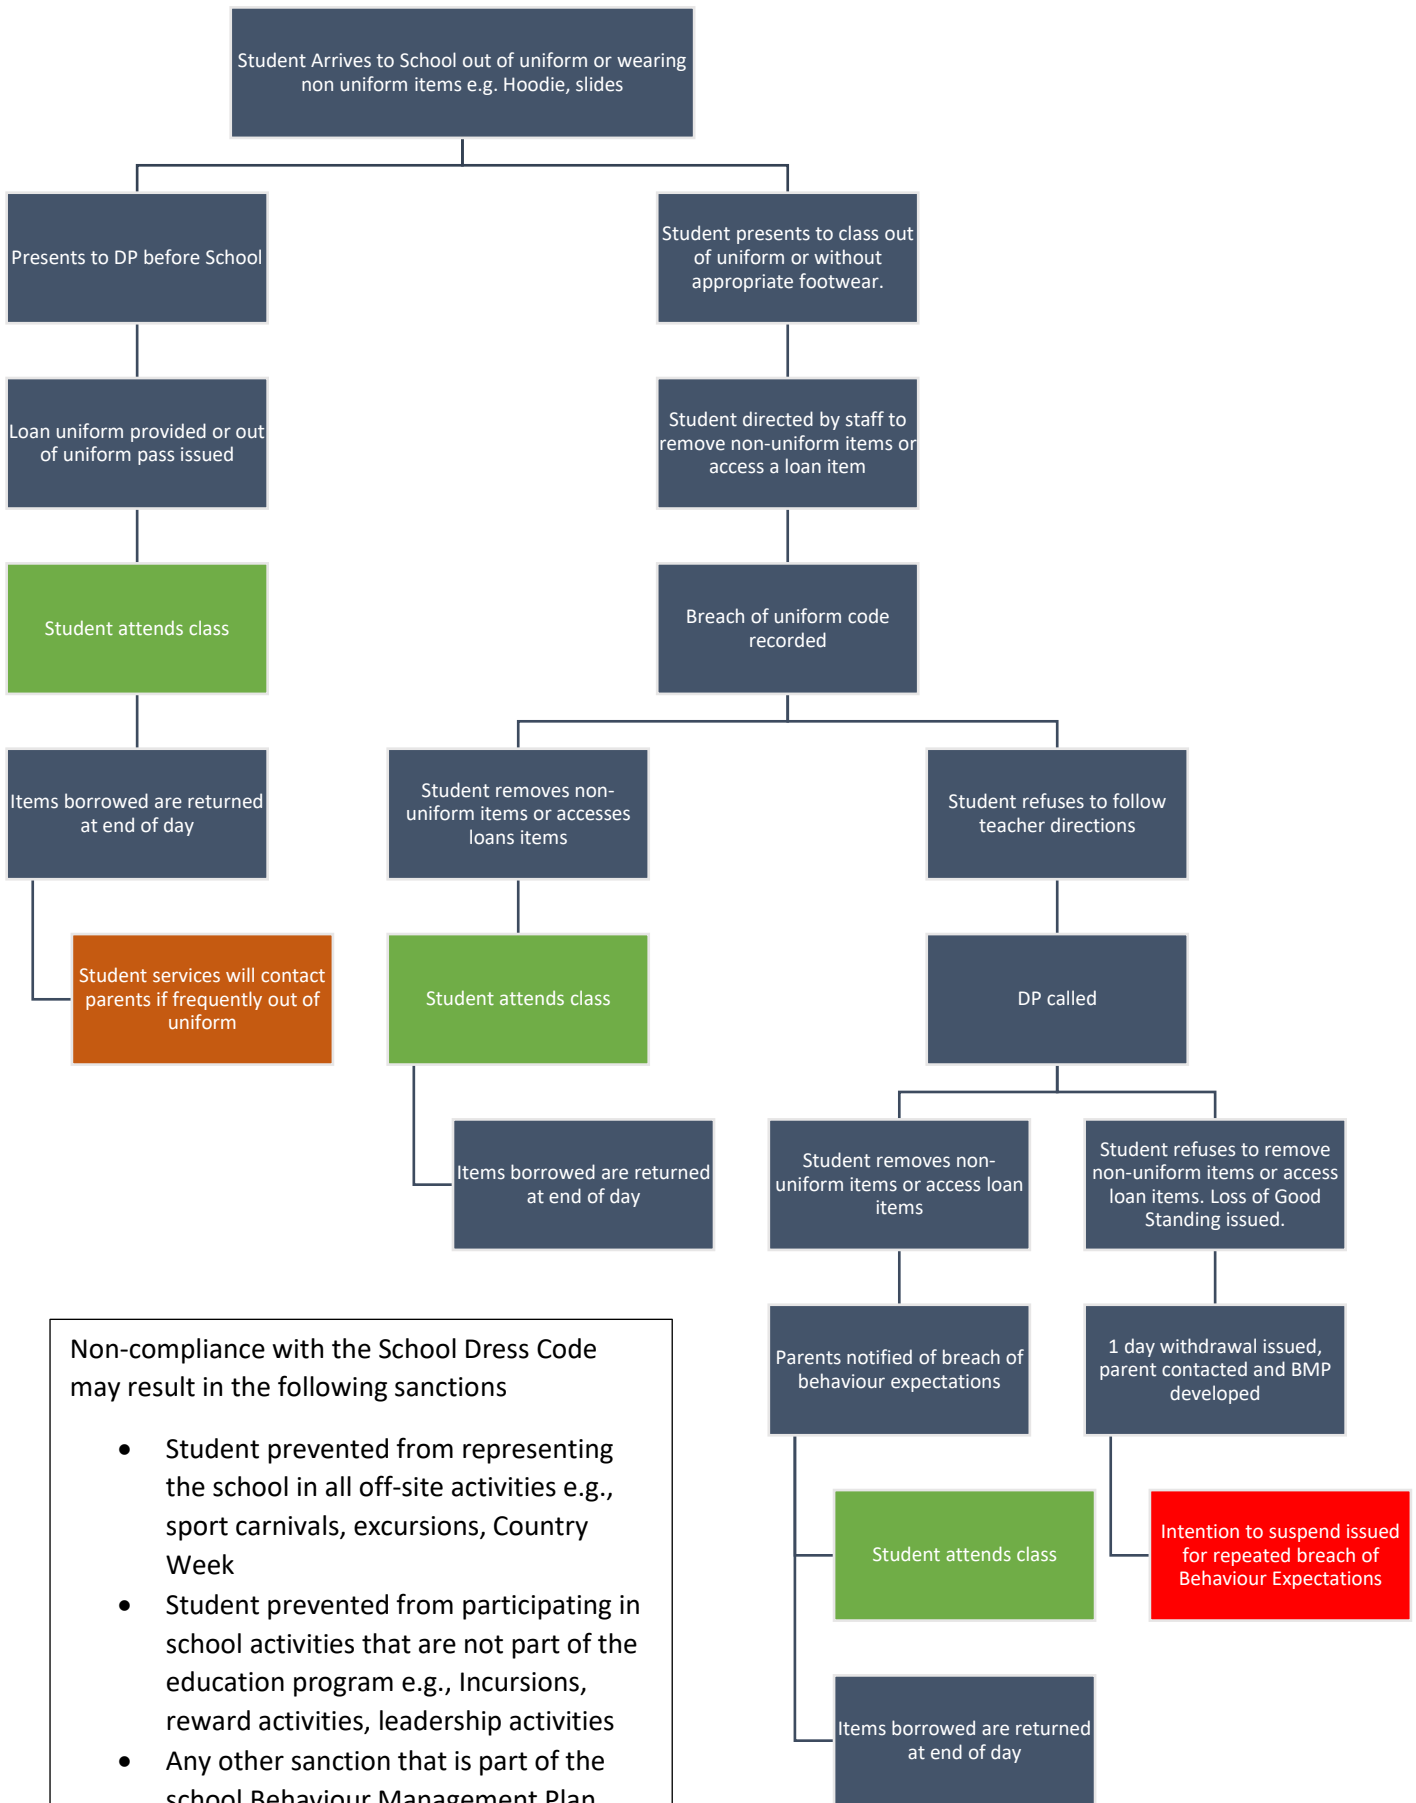 Student Arrives to School out of uniform or wearing
non uniform items e.g. Hoodie, slides
Presents to DP before School
Student presents to class out
of uniform or without
appropriate footwear.
Loan uniform provided or out
of uniform pass issued
Student directed by staff to
remove non-uniform items or
access a loan item
Student attends class
Breach of uniform code
recorded
Items borrowed are returned
at end of day
Student removes non-
uniform items or accesses
loans items
Student refuses to follow
teacher directions
Student services will contact
parents if frequently out of
uniform
Student attends class
DP called
Items borrowed are returned
at end of day
Student removes non-
uniform items or access loan
items
Student refuses to remove
non-uniform items or access
loan items. Loss of Good
Standing issued.
Parents notified of breach of
behaviour expectations
1 day withdrawal issued,
parent contacted and BMP
developed
Student attends class
Intention to suspend issued
for repeated breach of
Behaviour Expectations
Items borrowed are returned
at end of day
Non-compliance with the School Dress Code
may result in the following sanctions
• Student prevented from representing
the school in all off-site activities e.g.,
sport carnivals, excursions, Country
Week
• Student prevented from participating in
school activities that are not part of the
education program e.g., Incursions,
reward activities, leadership activities
• Any other sanction that is part of the
school Behaviour Management Plan